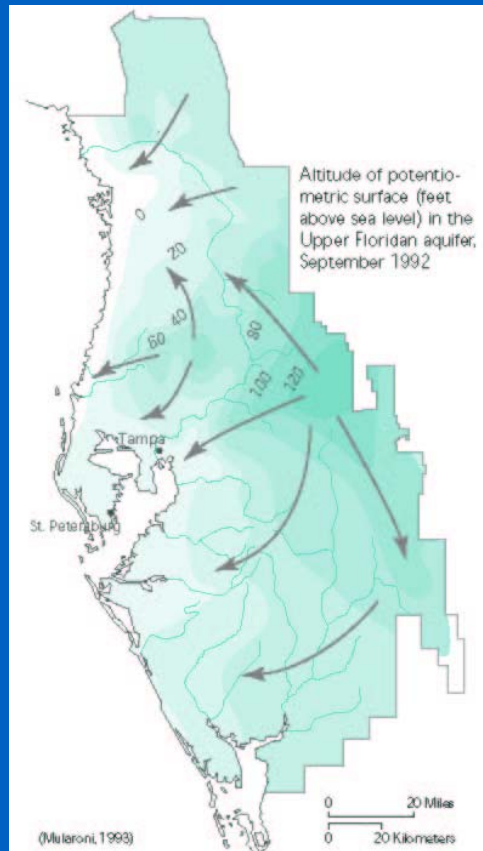 Altitude of potentio-
metric surface (feet
above sea level) in the
Upper Floridan aquifer,
September 1992
0
20
40
60
80
100
120
Tampa
St. Petersburg
0 20 Miles
0 20 Kilometers
(Mularoni, 1993)